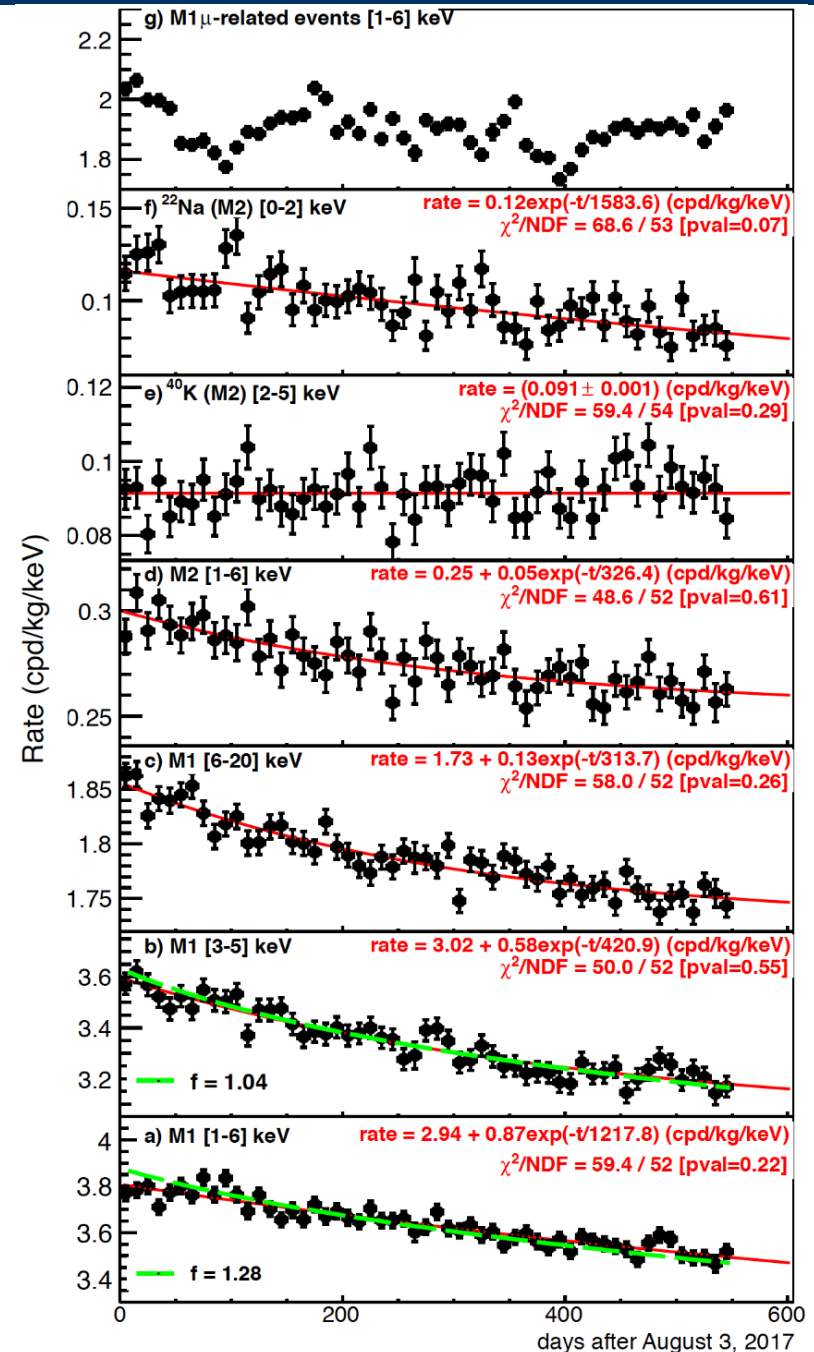 g) M1μ-related events [1-6] keV
2.2
2
1.8
f) ²²Na (M2) [0-2] keV
rate = 0.12exp(-t/1583.6) (cpd/kg/keV)
χ²/NDF = 68.6 / 53 [pval=0.07]
0.15
0.1
e) ⁴⁰K (M2) [2-5] keV
rate = (0.091± 0.001) (cpd/kg/keV)
χ²/NDF = 59.4 / 54 [pval=0.29]
0.12
0.1
0.08
d) M2 [1-6] keV
rate = 0.25 + 0.05exp(-t/326.4) (cpd/kg/keV)
χ²/NDF = 48.6 / 52 [pval=0.61]
0.3
0.25
Rate (cpd/kg/keV)
c) M1 [6-20] keV
rate = 1.73 + 0.13exp(-t/313.7) (cpd/kg/keV)
χ²/NDF = 58.0 / 52 [pval=0.26]
1.85
1.8
1.75
b) M1 [3-5] keV
rate = 3.02 + 0.58exp(-t/420.9) (cpd/kg/keV)
χ²/NDF = 50.0 / 52 [pval=0.55]
3.6
3.4
3.2
f = 1.04
a) M1 [1-6] keV
rate = 2.94 + 0.87exp(-t/1217.8) (cpd/kg/keV)
χ²/NDF = 59.4 / 52 [pval=0.22]
4
3.8
3.6
3.4
f = 1.28
0 200 400 600
days after August 3, 2017